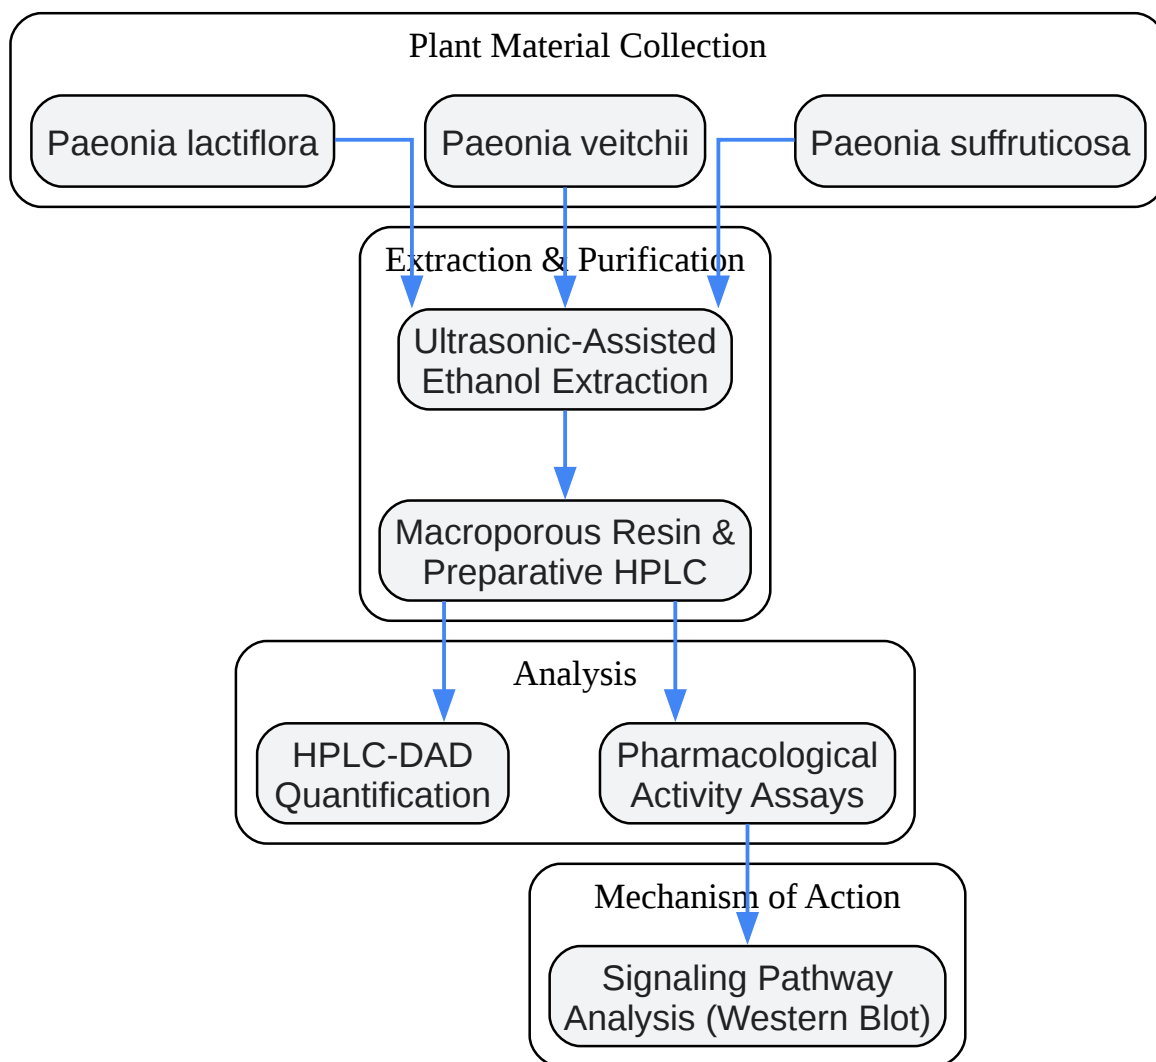 Plant Material Collection
Paeonia lactiflora
Paeonia veitchii
Paeonia suffruticosa
Extraction & Purification
Ultrasonic-Assisted
Ethanol Extraction
Macroporous Resin &
Preparative HPLC
Analysis
HPLC-DAD
Quantification
Pharmacological
Activity Assays
Mechanism of Action
Signaling Pathway
Analysis (Western Blot)